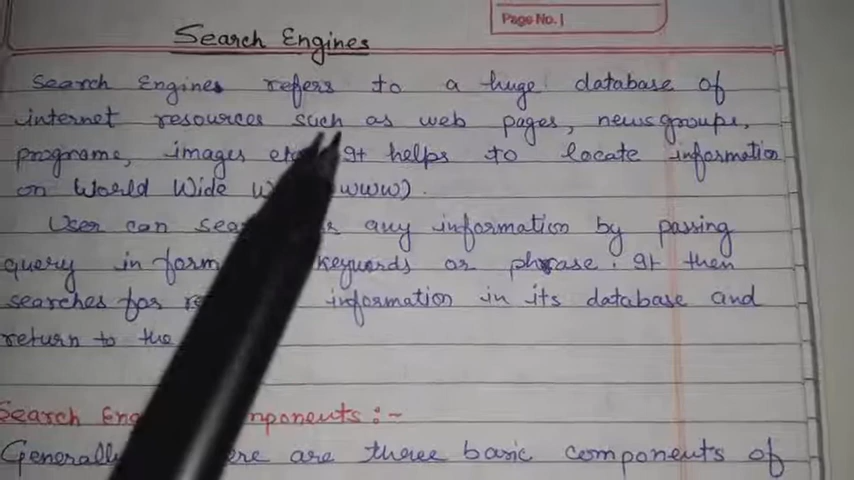 Page No. 1
Search Engines
Search Engines refers to a huge database of
internet resources such as web pages, newsgroups,
programs, images etc. It helps to locate information
on World Wide W (WWW).
User can sea any information by passing
query in form keywords or phrase. It then
searches for information in its database and
return to the
Search Eng omponents :-
Generally ere are three basic components of